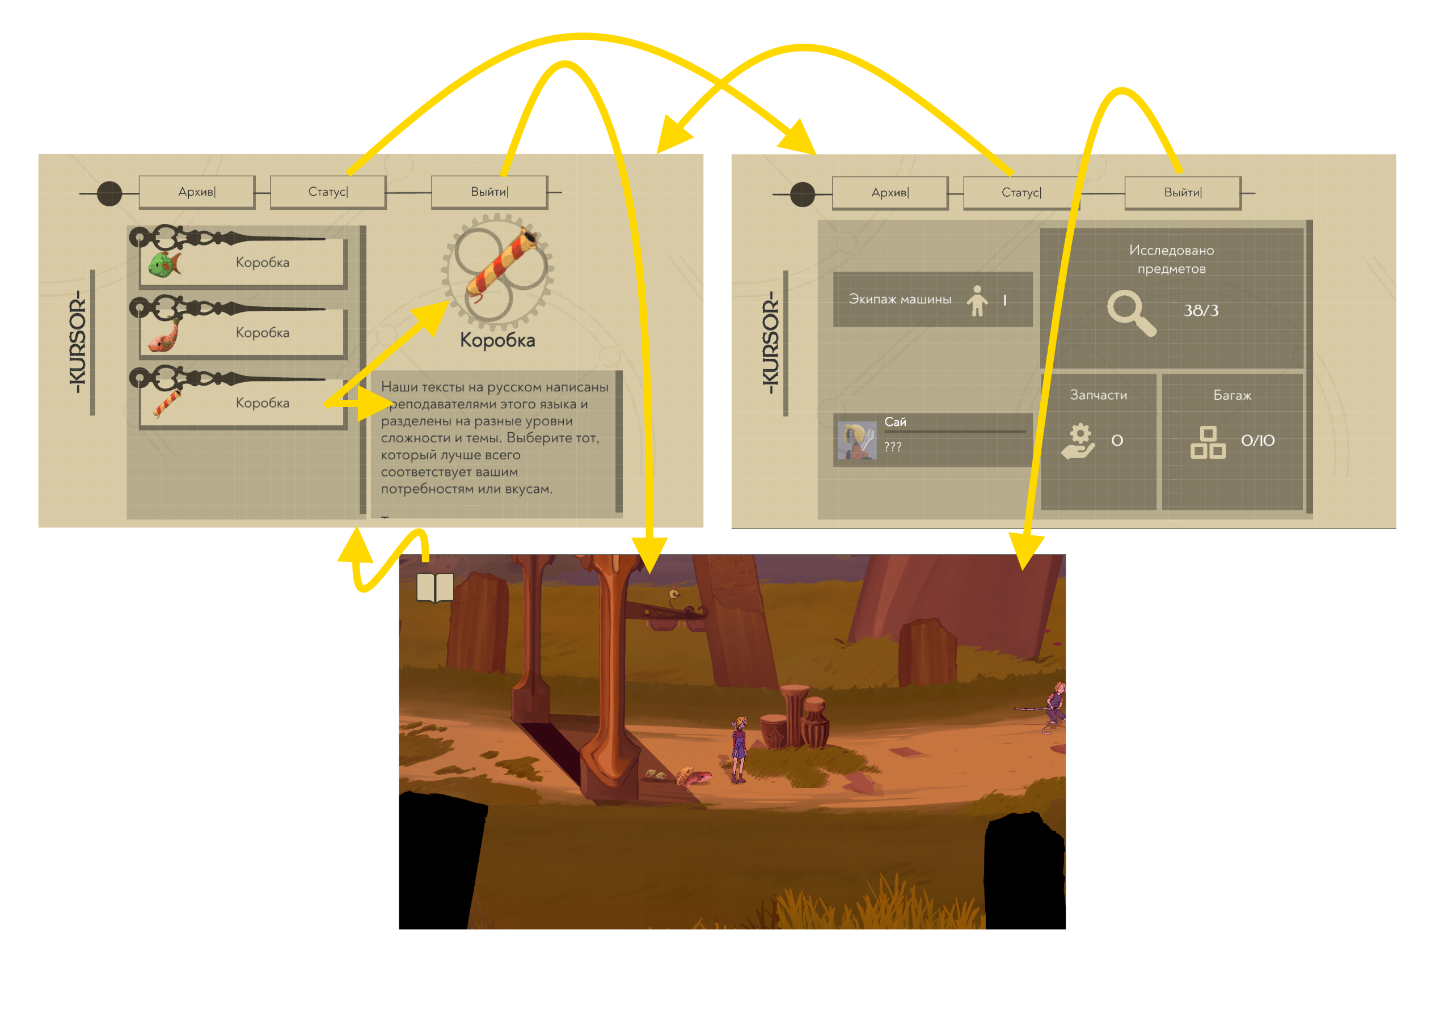 Архив|
Статус|
Выйти|
-KURSOR-
Коробка
Коробка
Коробка
Коробка
Наши тексты на русском написаны
преподавателями этого языка и
разделены на разные уровни
сложности и темы. Выберите тот,
который лучше всего
соответствует вашим
потребностям или вкусам.
Архив|
Статус|
Выйти|
-KURSOR-
Экипаж машины 1
Исследовано
предметов
38/3
Сай
???
Запчасти
0
Багаж
0/10